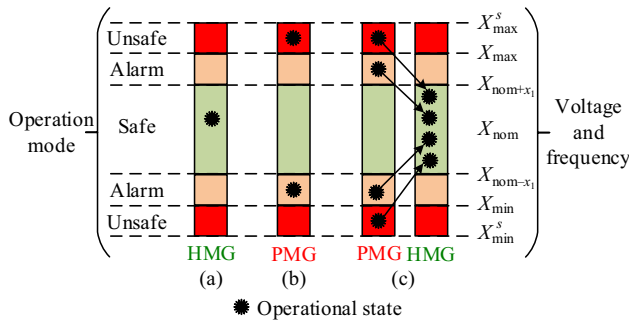 Unsafe
Alarm
Safe
Alarm
Unsafe
Operation
mode
X^s_max
X_max
X_nom+x₁
X_nom
X_nom−x₁
X_min
X^s_min
Voltage
and
frequency
HMG PMG PMG HMG
(a) (b) (c)
Operational state